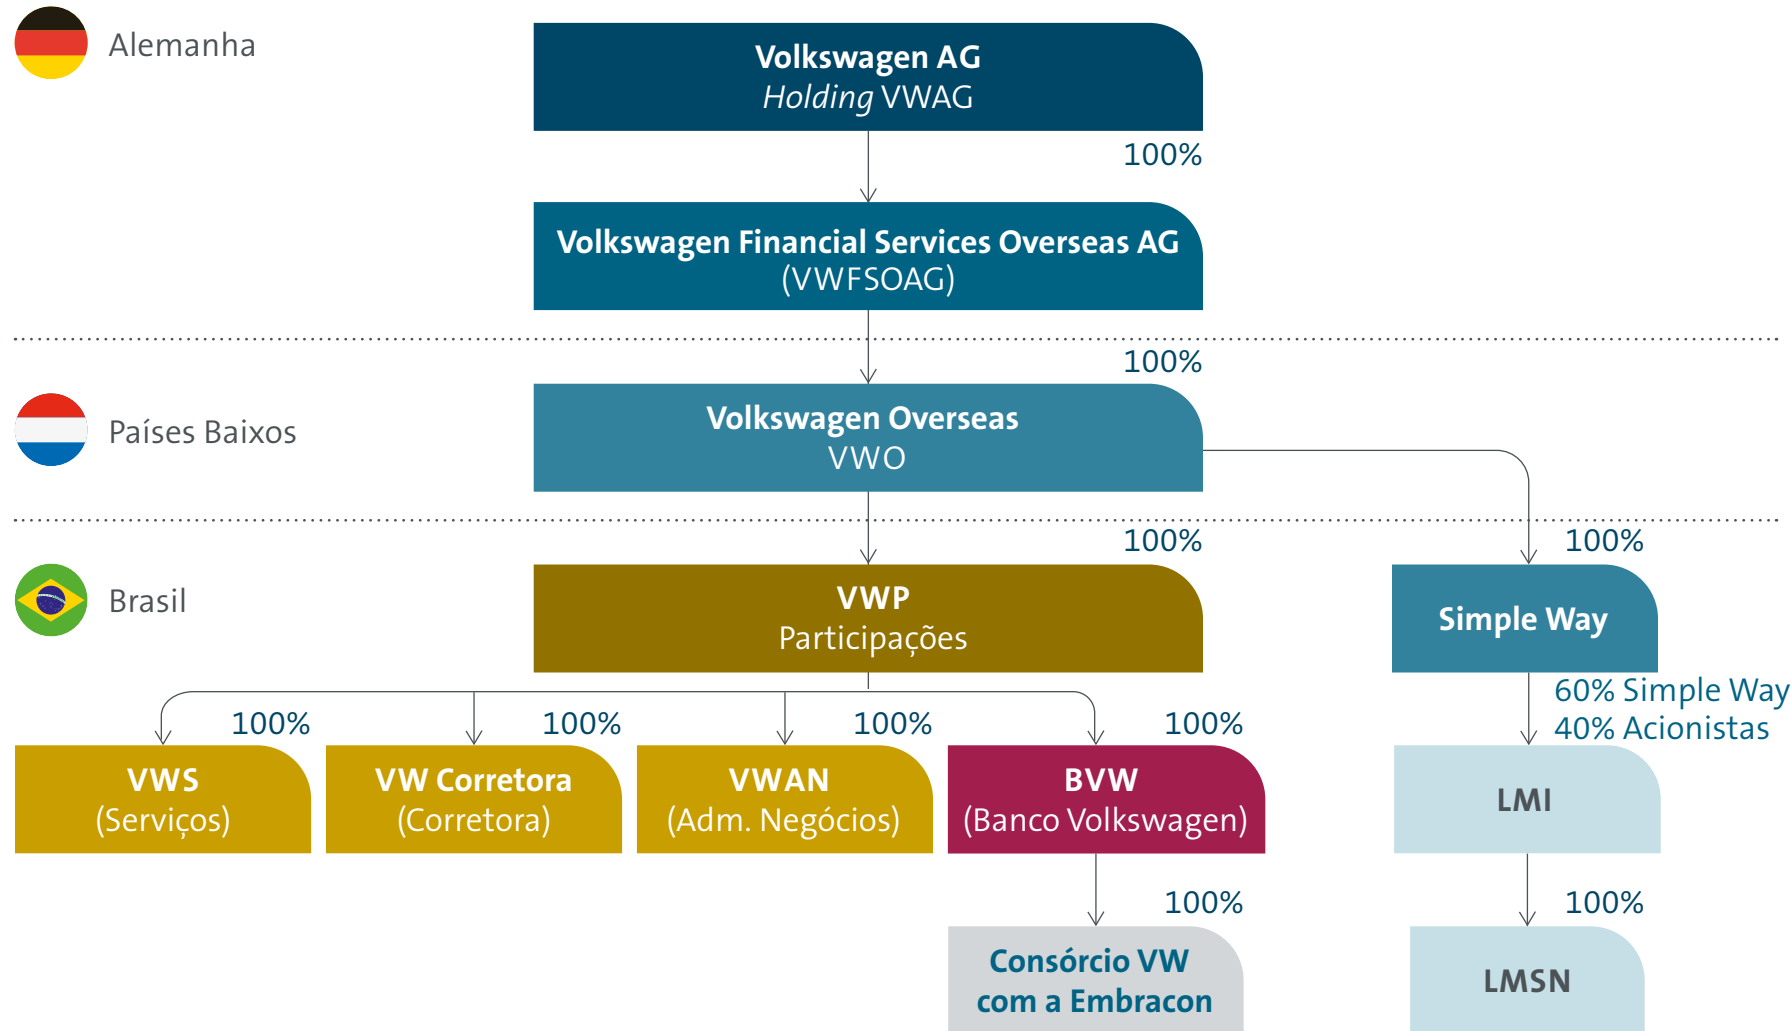 Alemanha
Volkswagen AG
Holding VWAG
100%
Volkswagen Financial Services Overseas AG
(VWFSOAG)
100%
Países Baixos
Volkswagen Overseas
VWO
100%
100%
Brasil
VWP
Participações
Simple Way
60% Simple Way
40% Acionistas
100%
100%
100%
100%
VWS
(Serviços)
VW Corretora
(Corretora)
VWAN
(Adm. Negócios)
BVW
(Banco Volkswagen)
LMI
100%
100%
Consórcio VW
com a Embracon
LMSN